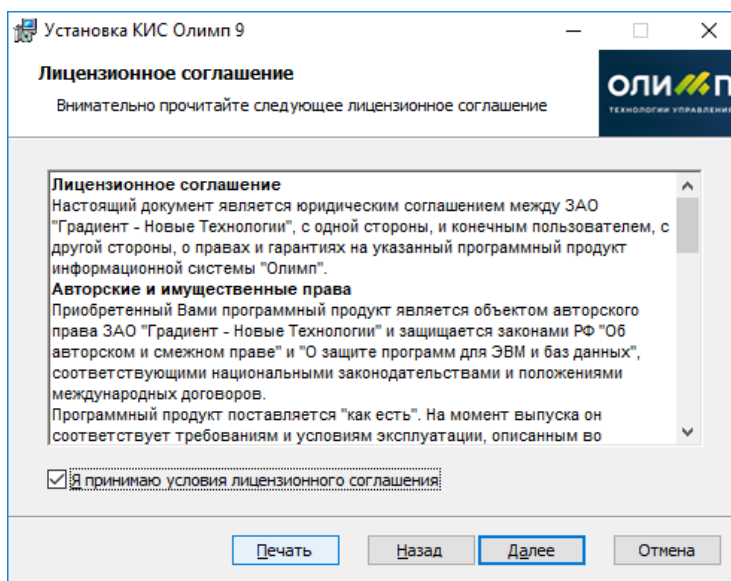 Установка КИС Олимп 9
Лицензионное соглашение
Внимательно прочитайте следующее лицензионное соглашение
ОЛИМП
ТЕХНОЛОГИИ УПРАВЛЕНИЯ
Лицензионное соглашение
Настоящий документ является юридическим соглашением между ЗАО
"Градиент - Новые Технологии", с одной стороны, и конечным пользователем, с
другой стороны, о правах и гарантиях на указанный программный продукт
информационной системы "Олимп".
Авторские и имущественные права
Приобретенный Вами программный продукт является объектом авторского
права ЗАО "Градиент - Новые Технологии" и защищается законами РФ "Об
авторском и смежном праве" и "О защите программ для ЭВМ и баз данных",
соответствующими национальными законодательствами и положениями
международных договоров.
Программный продукт поставляется "как есть". На момент выпуска он
соответствует требованиям и условиям эксплуатации, описанным во
Я принимаю условия лицензионного соглашения
Печать Назад Далее Отмена